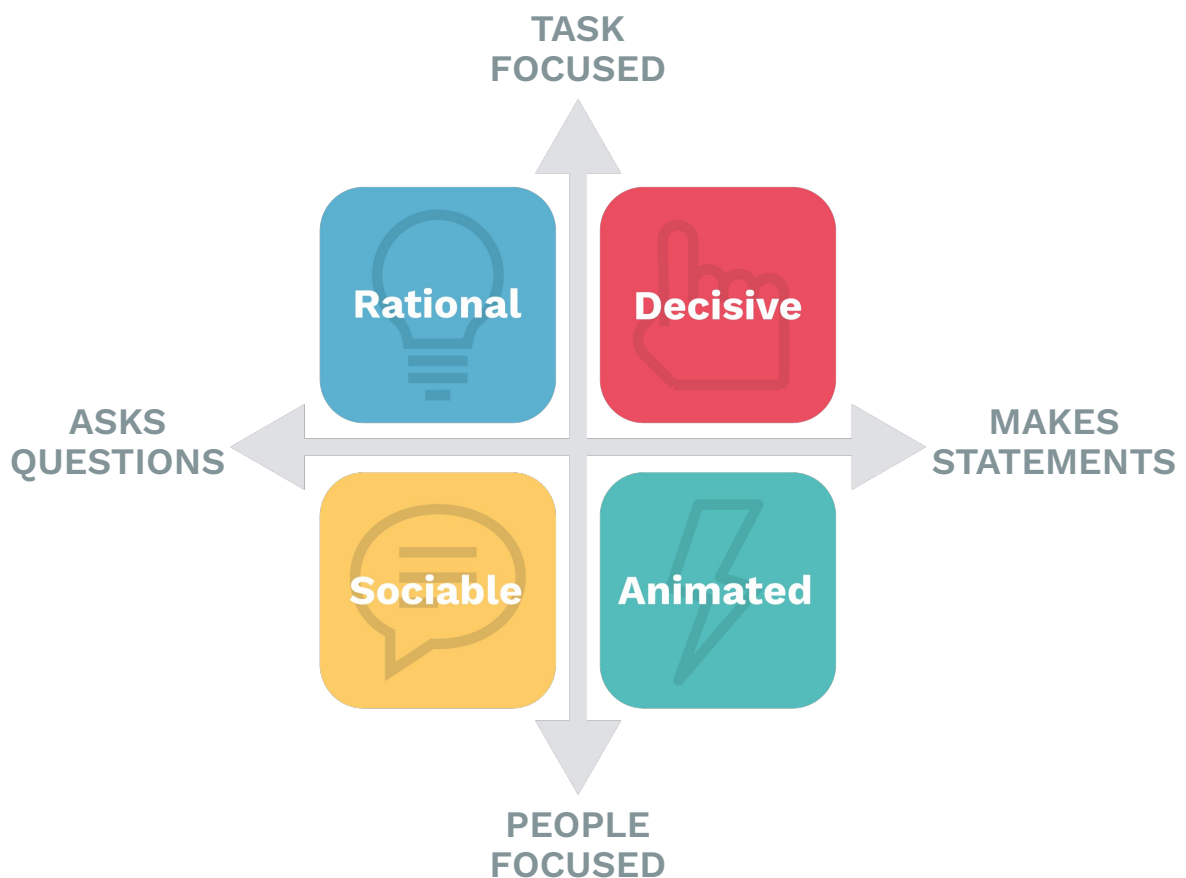 TASK
FOCUSED
Rational
Decisive
ASKS
QUESTIONS
MAKES
STATEMENTS
Sociable
Animated
PEOPLE
FOCUSED